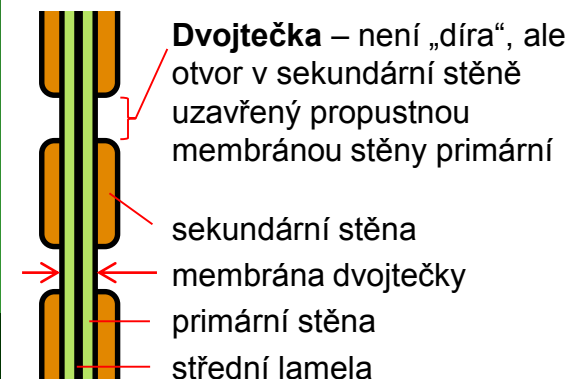 Dvojtečka – není „díra“, ale
otvor v sekundární stěně
uzavřený propustnou
membránou stěny primární
sekundární stěna
membrána dvojtečky
primární stěna
střední lamela